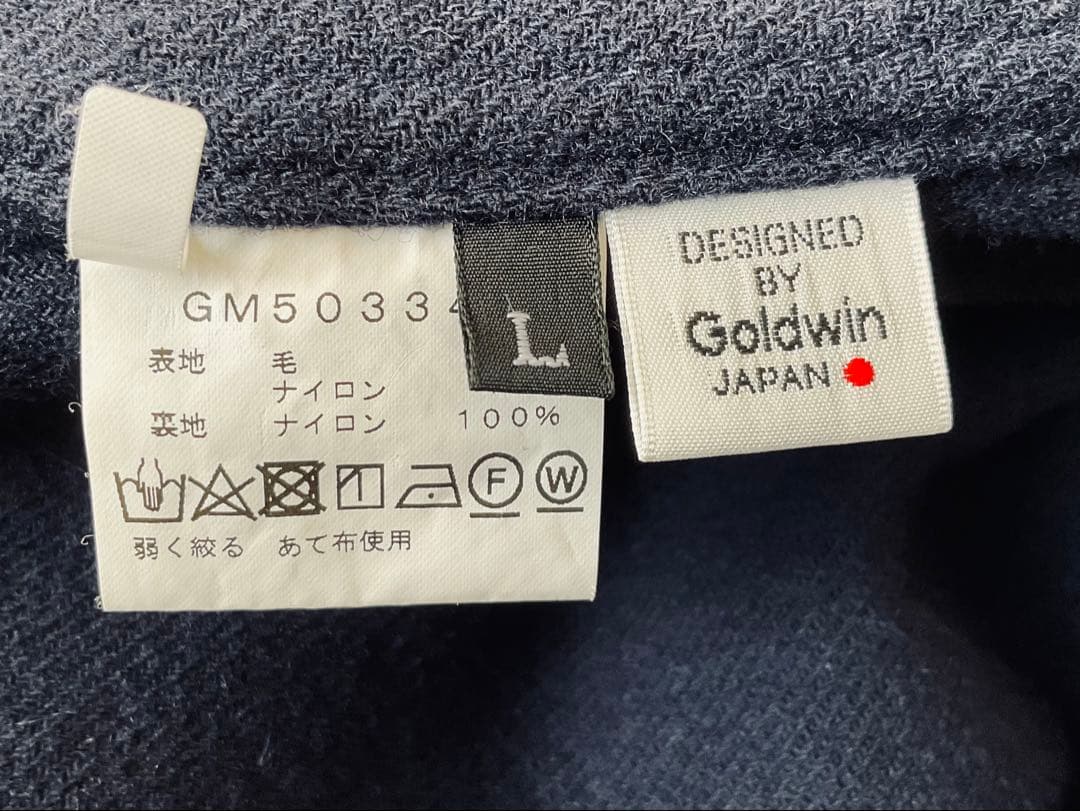 GM50334
表地 毛
ナイロン
裏地 ナイロン 100%
F W
弱く絞る あて布使用
L
DESIGNED
BY
Goldwin
JAPAN